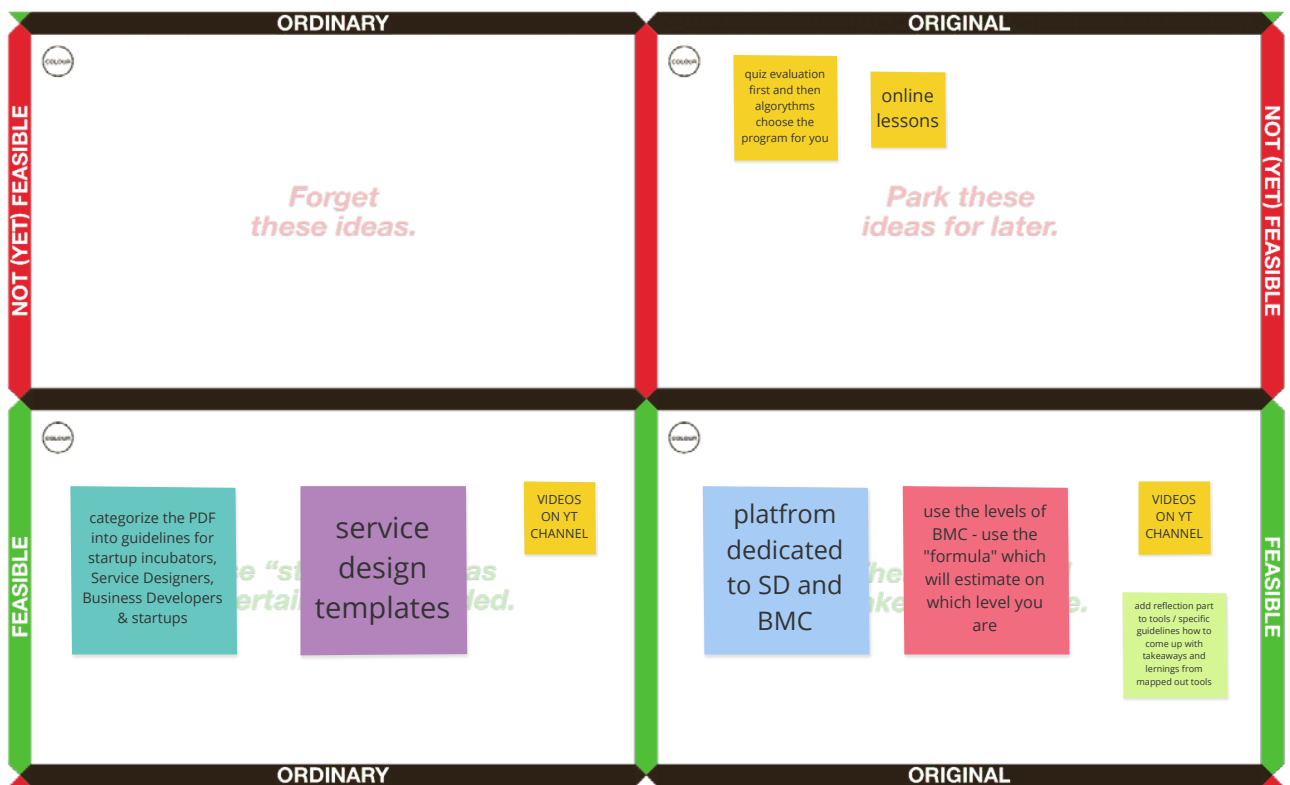 ORDINARY
ORIGINAL
NOT (YET) FEASIBLE
COLOUR
Forget
these ideas.
COLOUR
quiz evaluation
first and then
algorythms
choose the
program for you
online
lessons
Park these
ideas for later.
NOT (YET) FEASIBLE
FEASIBLE
COLOUR
categorize the PDF
into guidelines for
startup incubators,
Service Designers,
Business Developers
& startups
service
design
templates
VIDEOS
ON YT
CHANNEL
COLOUR
platfrom
dedicated
to SD and
BMC
use the levels of
BMC - use the
"formula" which
will estimate on
which level you
are
VIDEOS
ON YT
CHANNEL
add reflection part
to tools / specific
guidelines how to
come up with
takeaways and
lernings from
mapped out tools
FEASIBLE
ORDINARY
ORIGINAL